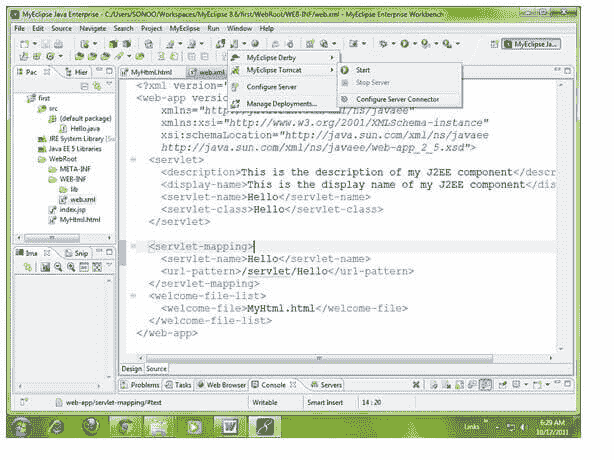 MyEclipse Java Enterprise - C:/Users/SONOO/Workspaces/MyEclipse 8.6/first/WebRoot/WEB-INF/web.xml - MyEclipse Enterprise Workbench
File Edit Source Navigate Search Project MyEclipse Run Window Help
MyEclipse Ja...
Pac Hier
MyHtml.html web.xml
MyEclipse Derby
MyEclipse Tomcat
Configure Server
Manage Deployments...
Start
Stop Server
Configure Server Connector
first
src
(default package)
Hello.java
JRE System Library
Java EE 5 Libraries
WebRoot
META-INF
WEB-INF
lib
web.xml
index.jsp
MyHtml.html
Ima Snip
<?xml version=
<web-app version
xmlns="
xmlns:xsi="http://www.w3.org/2001/XMLSchema-instance"
xsi:schemaLocation="http://java.sun.com/xml/ns/javaee
http://java.sun.com/xml/ns/javaee/web-app_2_5.xsd">
<servlet>
<description>This is the description of my J2EE component</descr
<display-name>This is the display name of my J2EE component</dis
<servlet-name>Hello</servlet-name>
<servlet-class>Hello</servlet-class>
</servlet>
<servlet-mapping>
<servlet-name>Hello</servlet-name>
<url-pattern>/servlet/Hello</url-pattern>
</servlet-mapping>
<welcome-file-list>
<welcome-file>MyHtml.html</welcome-file>
</welcome-file-list>
</web-app>
Design Source
Problems Tasks Web Browser Console Servers
web-app/servlet-mapping/#text Writable Smart Insert 14 : 20
Links
6:29 AM
10/12/2011